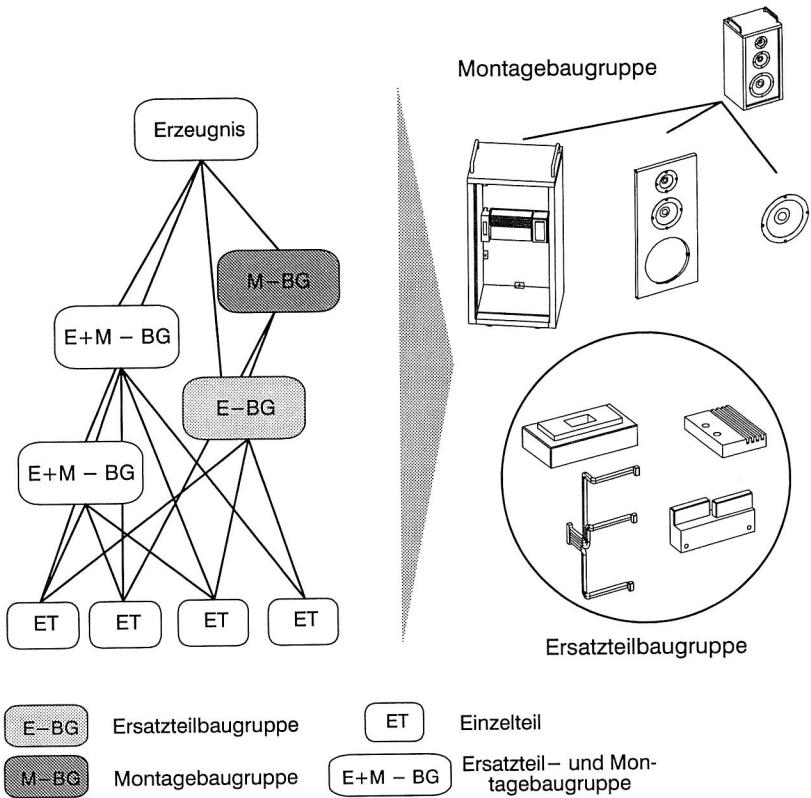 Montagebaugruppe
Erzeugnis
M–BG
E+M – BG
E–BG
E+M – BG
ET
ET
ET
ET
Ersatzteilbaugruppe
E–BG
Ersatzteilbaugruppe
ET
Einzelteil
M–BG
Montagebaugruppe
E+M – BG
Ersatzteil– und Mon-
tagebaugruppe